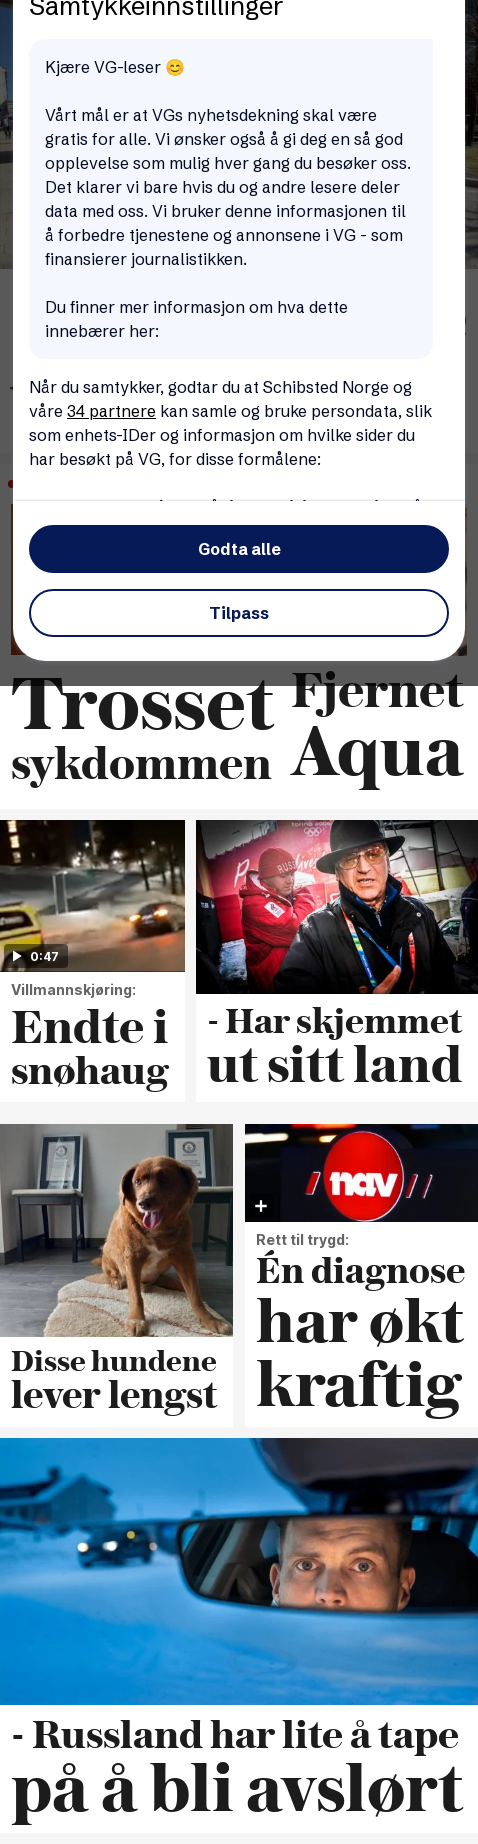 Samtykkeinnstillinger
Kjære VG-leser 😊
Vårt mål er at VGs nyhetsdekning skal være
gratis for alle. Vi ønsker også å gi deg en så god
opplevelse som mulig hver gang du besøker oss.
Det klarer vi bare hvis du og andre lesere deler
data med oss. Vi bruker denne informasjonen til
å forbedre tjenestene og annonsene i VG - som
finansierer journalistikken.
Du finner mer informasjon om hva dette
innebærer her:
Når du samtykker, godtar du at Schibsted Norge og
våre 34 partnere kan samle og bruke persondata, slik
som enhets-IDer og informasjon om hvilke sider du
har besøkt på VG, for disse formålene:
Godta alle
Tilpass
Trosset
sykdommen
Fjernet
Aqua
0:47
Villmannskjøring:
Endte i
snøhaug
torino 2006
- Har skjemmet
ut sitt land
Disse hundene
lever lengst
nav
Rett til trygd:
Én diagnose
har økt
kraftig
- Russland har lite å tape
på å bli avslørt